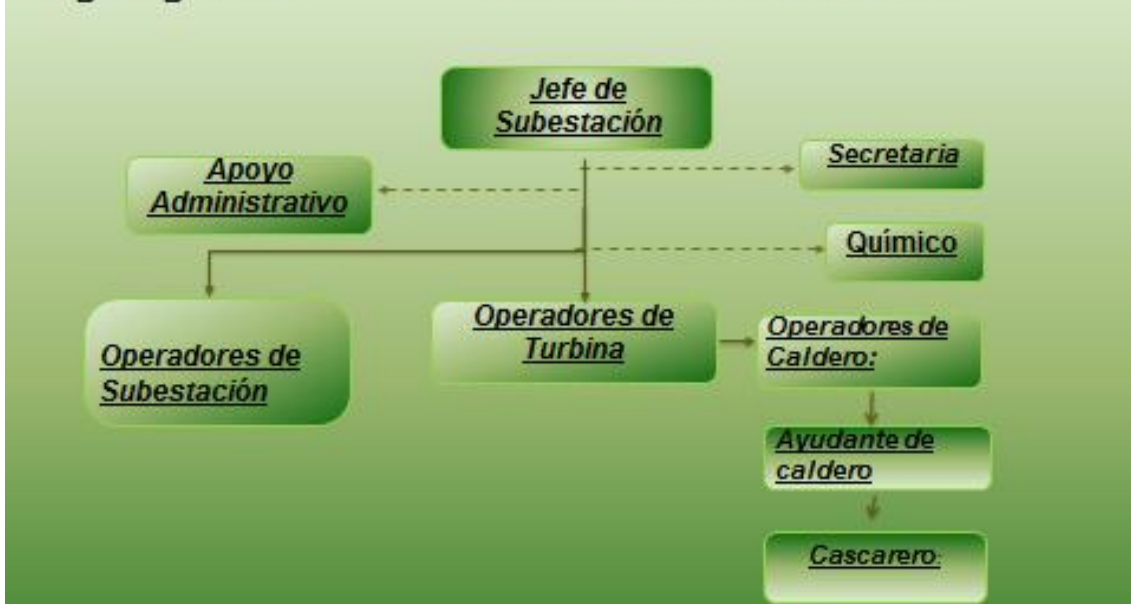 Jefe de
Subestación
Secretaria
Apoyo
Administrativo
Químico
Operadores de
Subestación
Operadores de
Turbina
Operadores de
Caldero:
Ayudante de
caldero
Cascarero: